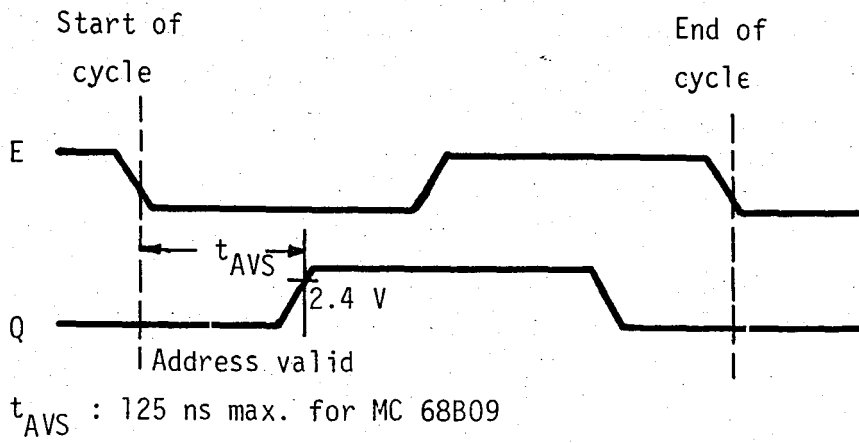 Start of
cycle
End of
cycle
E
t_AVS
2.4 V
Q
Address valid
t_AVS : 125 ns max. for MC 68B09